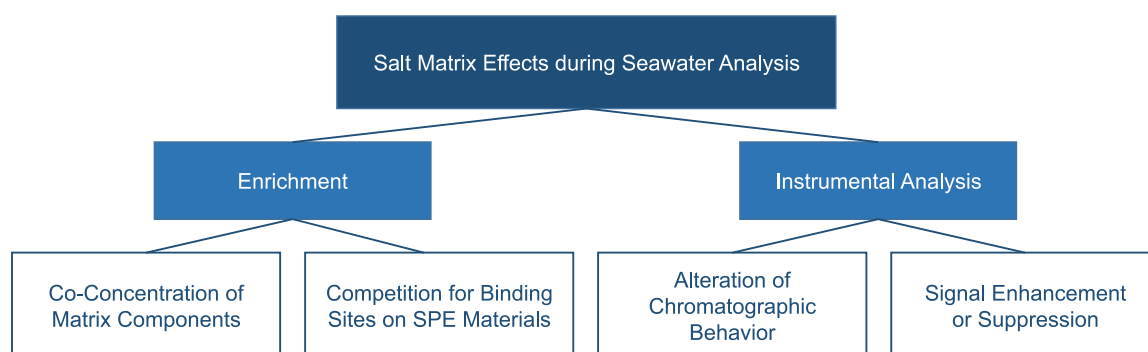 Salt Matrix Effects during Seawater Analysis
Enrichment
Instrumental Analysis
Co-Concentration of
Matrix Components
Competition for Binding
Sites on SPE Materials
Alteration of
Chromatographic
Behavior
Signal Enhancement
or Suppression